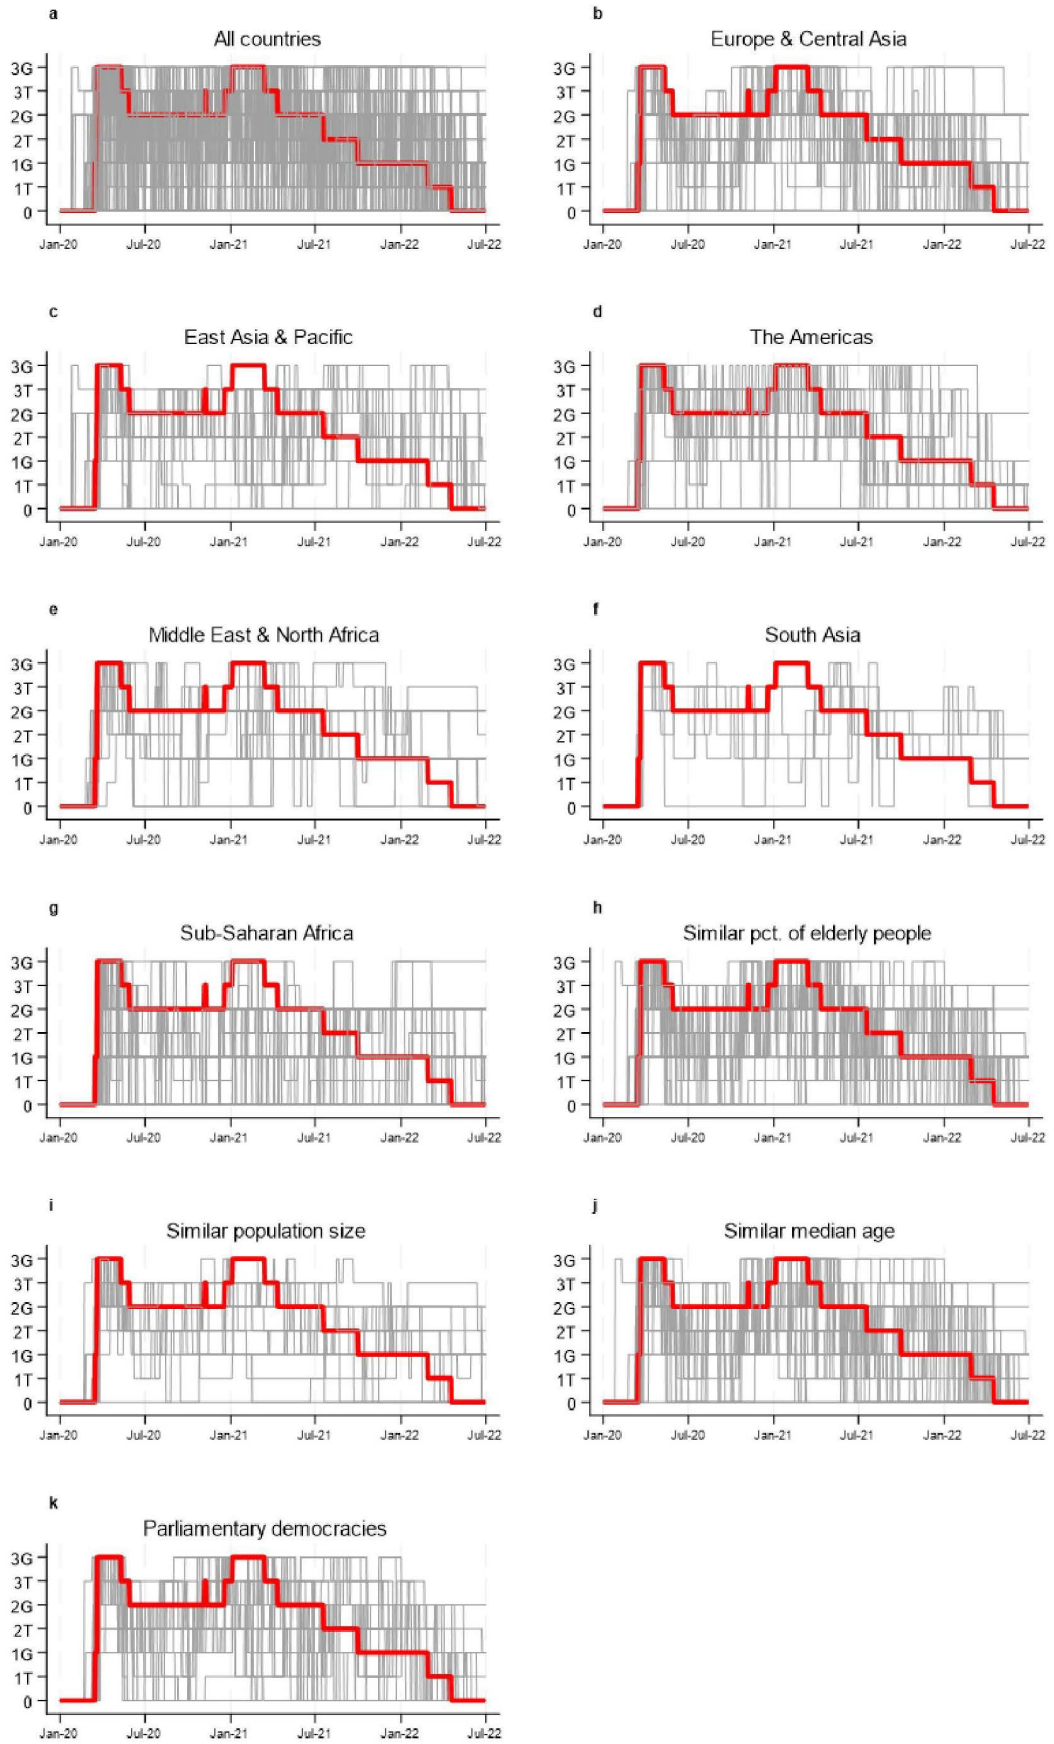 a
All countries
3G
3T
2G
2T
1G
1T
0
Jan-20 Jul-20 Jan-21 Jul-21 Jan-22 Jul-22
b
Europe & Central Asia
3G
3T
2G
2T
1G
1T
0
Jan-20 Jul-20 Jan-21 Jul-21 Jan-22 Jul-22
c
East Asia & Pacific
3G
3T
2G
2T
1G
1T
0
Jan-20 Jul-20 Jan-21 Jul-21 Jan-22 Jul-22
d
The Americas
3G
3T
2G
2T
1G
1T
0
Jan-20 Jul-20 Jan-21 Jul-21 Jan-22 Jul-22
e
Middle East & North Africa
3G
3T
2G
2T
1G
1T
0
Jan-20 Jul-20 Jan-21 Jul-21 Jan-22 Jul-22
f
South Asia
3G
3T
2G
2T
1G
1T
0
Jan-20 Jul-20 Jan-21 Jul-21 Jan-22 Jul-22
g
Sub-Saharan Africa
3G
3T
2G
2T
1G
1T
0
Jan-20 Jul-20 Jan-21 Jul-21 Jan-22 Jul-22
h
Similar pct. of elderly people
3G
3T
2G
2T
1G
1T
0
Jan-20 Jul-20 Jan-21 Jul-21 Jan-22 Jul-22
i
Similar population size
3G
3T
2G
2T
1G
1T
0
Jan-20 Jul-20 Jan-21 Jul-21 Jan-22 Jul-22
j
Similar median age
3G
3T
2G
2T
1G
1T
0
Jan-20 Jul-20 Jan-21 Jul-21 Jan-22 Jul-22
k
Parliamentary democracies
3G
3T
2G
2T
1G
1T
0
Jan-20 Jul-20 Jan-21 Jul-21 Jan-22 Jul-22